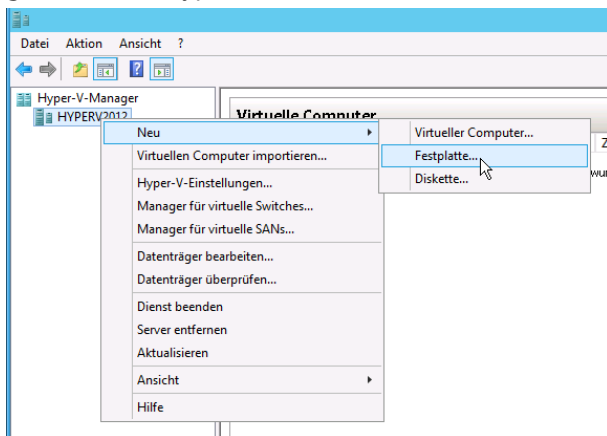 Datei Aktion Ansicht ?
Hyper-V-Manager
HYPERV2012
Virtuelle Computer
Neu
Virtueller Computer...
Virtuellen Computer importieren...
Festplatte...
Diskette...
Hyper-V-Einstellungen...
Manager für virtuelle Switches...
Manager für virtuelle SANs...
Datenträger bearbeiten...
Datenträger überprüfen...
Dienst beenden
Server entfernen
Aktualisieren
Ansicht
Hilfe